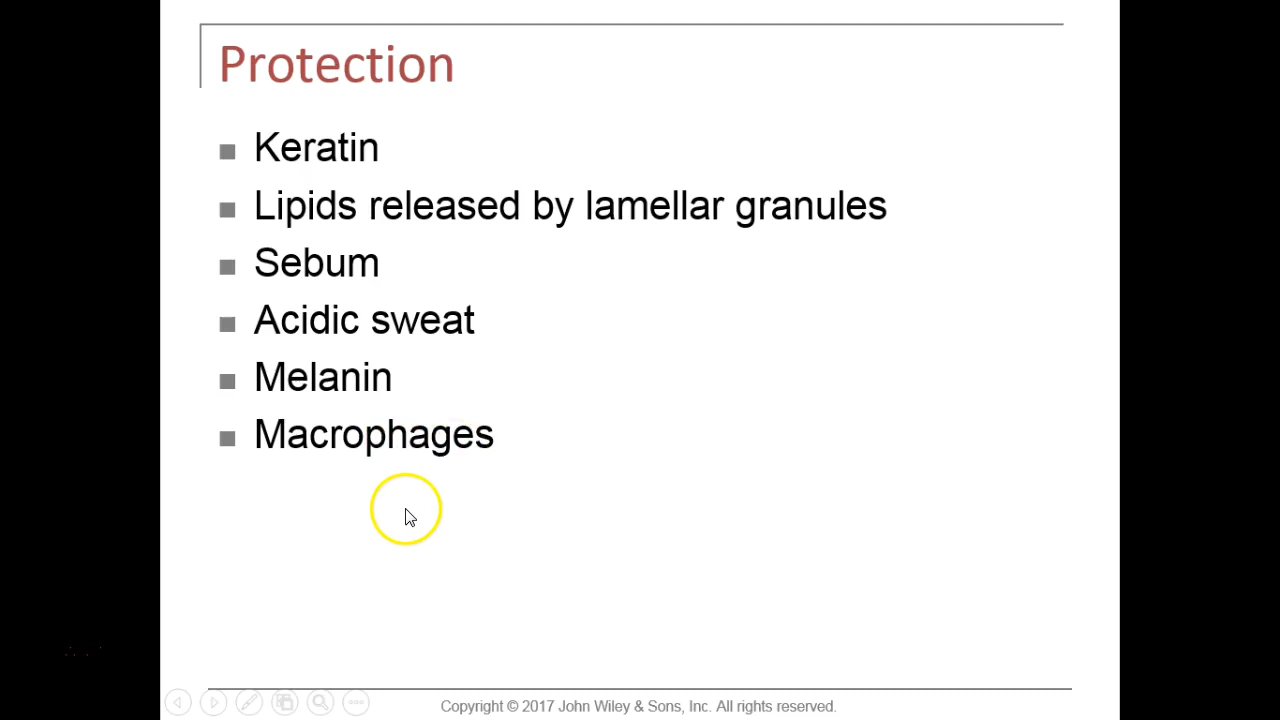 Protection
Keratin
Lipids released by lamellar granules
Sebum
Acidic sweat
Melanin
Macrophages
Copyright © 2017 John Wiley & Sons, Inc. All rights reserved.